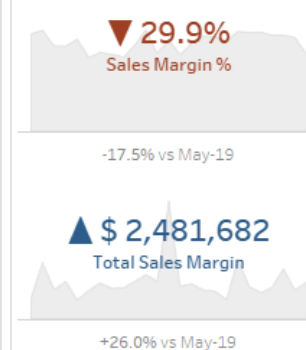 ▼ 29.9%
Sales Margin %
-17.5% vs May-19
▲ $ 2,481,682
Total Sales Margin
+26.0% vs May-19